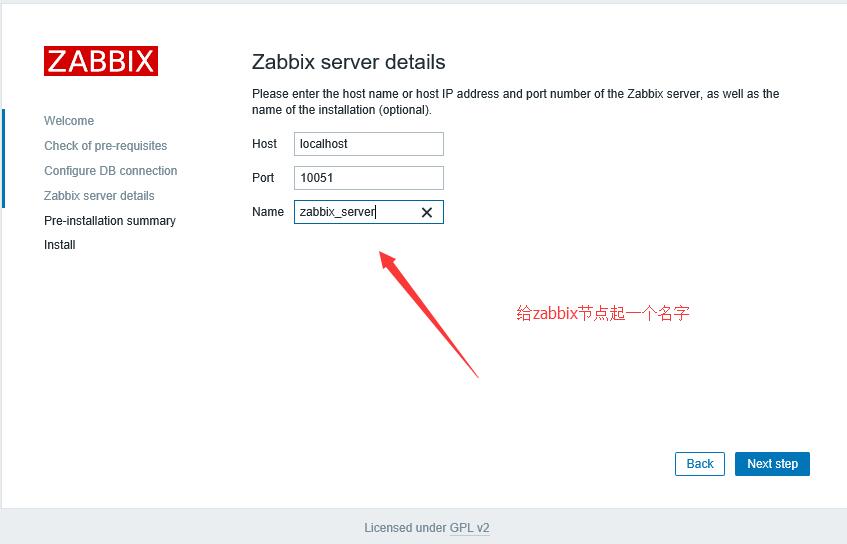 ZABBIX
Zabbix server details
Please enter the host name or host IP address and port number of the Zabbix server, as well as the
name of the installation (optional).
Welcome
Check of pre-requisites
Configure DB connection
Zabbix server details
Pre-installation summary
Install
Host localhost
Port 10051
Name zabbix_server
给zabbix节点起一个名字
Back Next step
Licensed under GPL v2